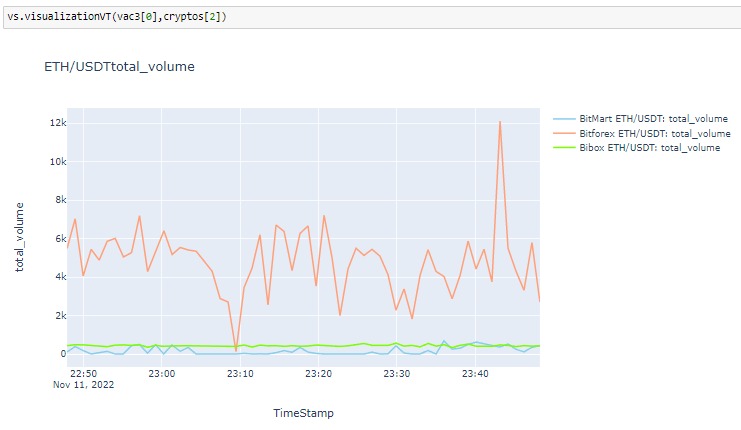 vs.visualizationVT(vac3[0],cryptos[2])
ETH/USDTtotal_volume
12k
10k
8k
6k
4k
2k
0
total_volume
22:50
23:00
23:10
23:20
23:30
23:40
Nov 11, 2022
TimeStamp
BitMart ETH/USDT: total_volume
Bitforex ETH/USDT: total_volume
Bibox ETH/USDT: total_volume